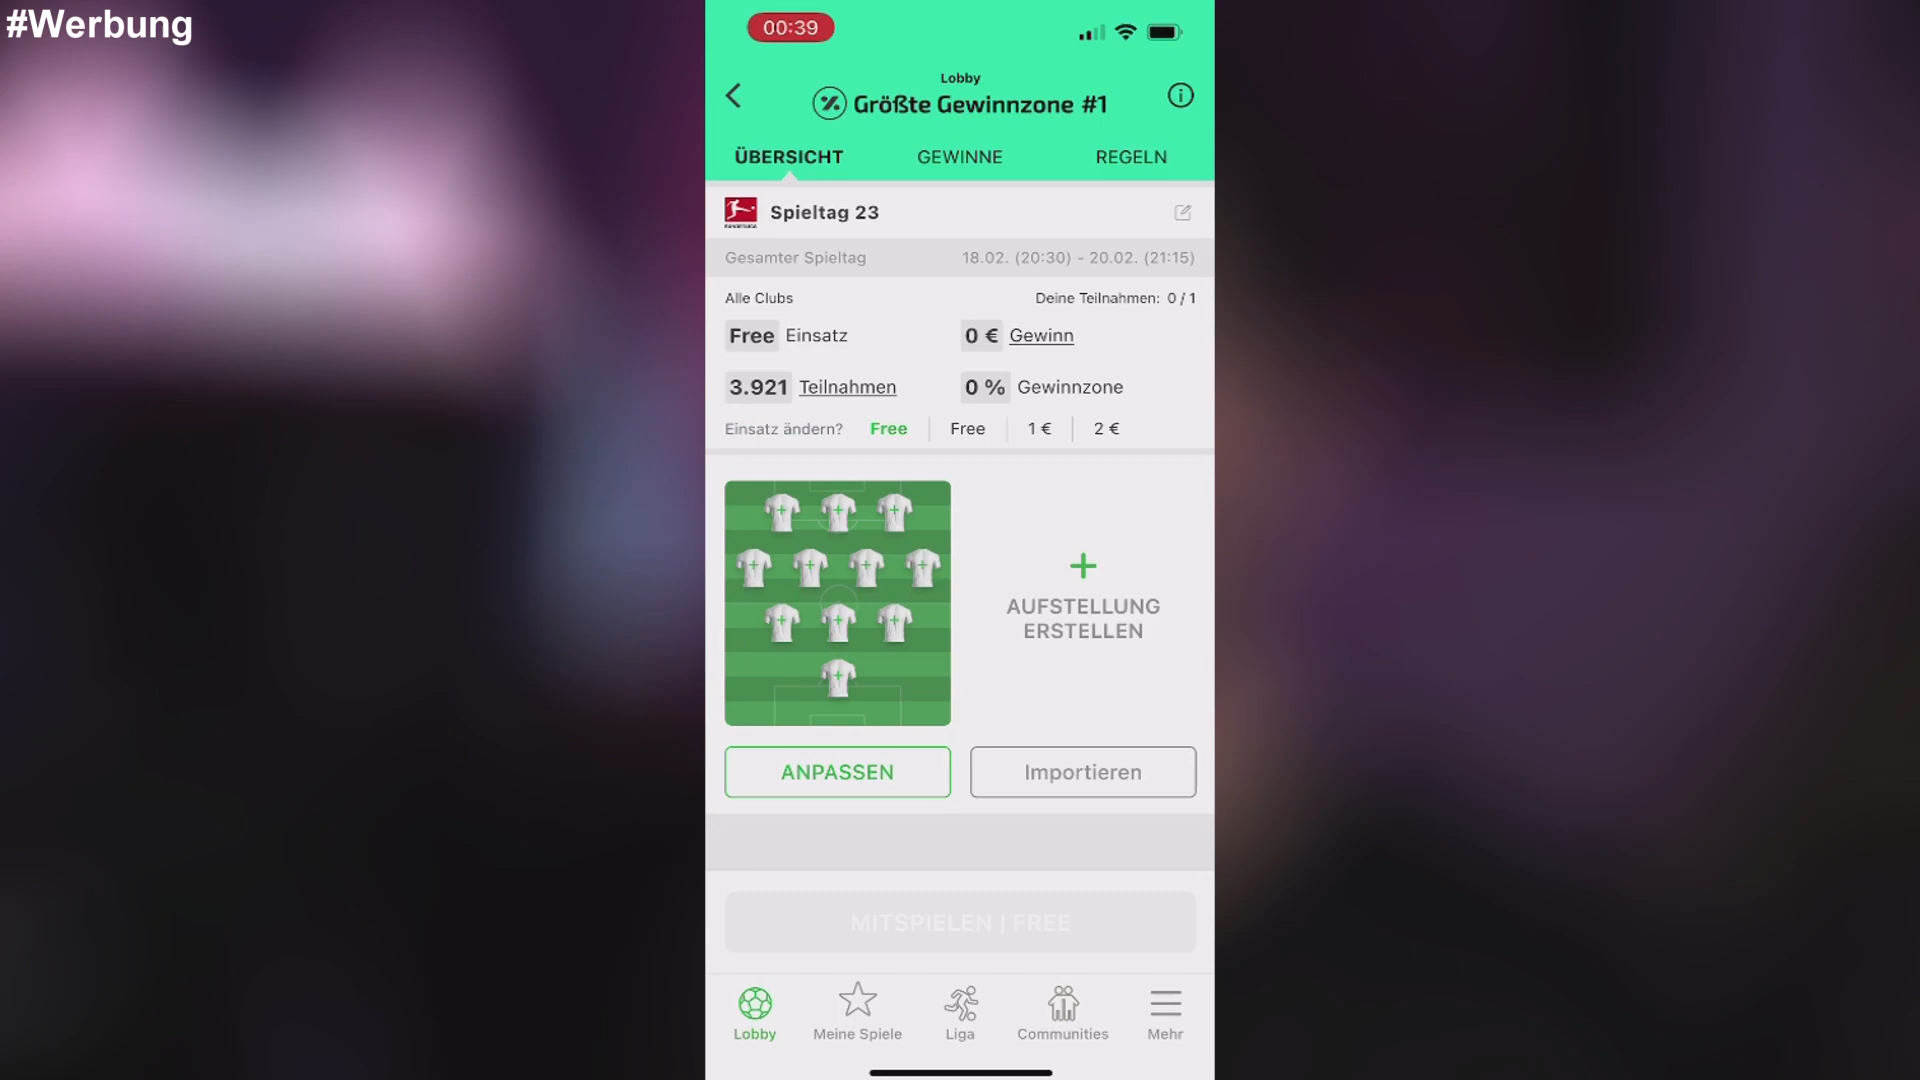 #Werbung
00:39
Lobby
Größte Gewinnzone #1
ÜBERSICHT GEWINNE REGELN
Spieltag 23
Gesamter Spieltag 18.02. (20:30) - 20.02. (21:15)
Alle Clubs Deine Teilnahmen: 0 / 1
Free Einsatz 0 € Gewinn
3.921 Teilnahmen 0 % Gewinnzone
Einsatz ändern? Free Free 1 € 2 €
AUFSTELLUNG
ERSTELLEN
ANPASSEN Importieren
MITSPIELEN | FREE
Lobby Meine Spiele Liga Communities Mehr